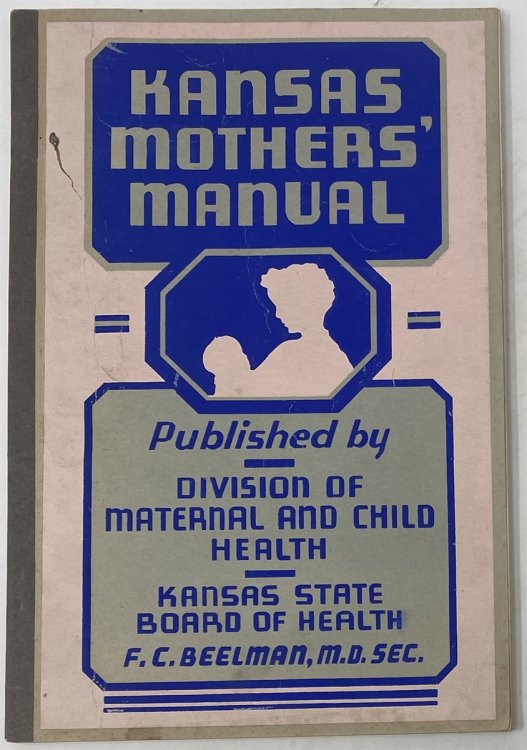 KANSAS
MOTHERS'
MANUAL
Published by
DIVISION OF
MATERNAL AND CHILD
HEALTH
KANSAS STATE
BOARD OF HEALTH
F. C. BEELMAN, M.D. SEC.